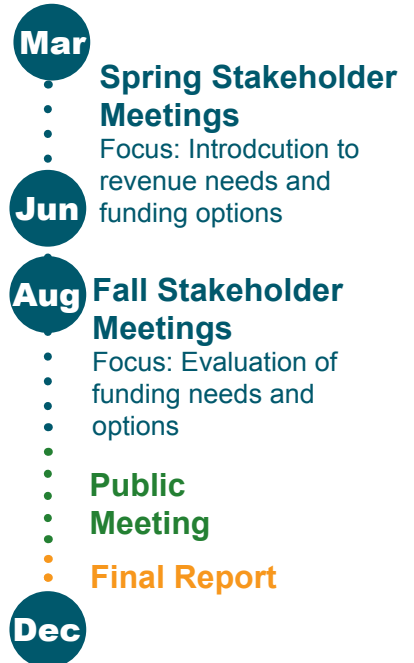 Mar
Spring Stakeholder
Meetings
Focus: Introdcution to
revenue needs and
funding options
Jun
Aug
Fall Stakeholder
Meetings
Focus: Evaluation of
funding needs and
options
Public
Meeting
Final Report
Dec